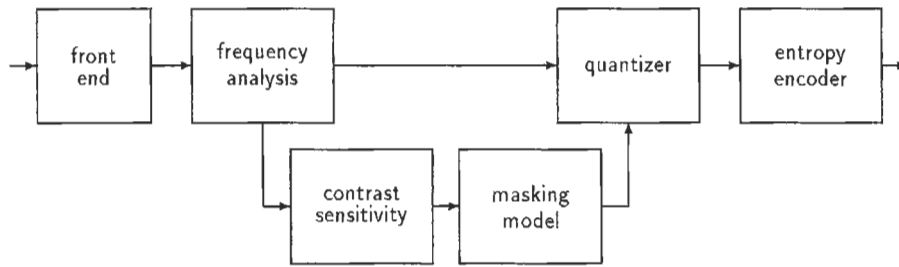 front
end
frequency
analysis
quantizer
entropy
encoder
contrast
sensitivity
masking
model